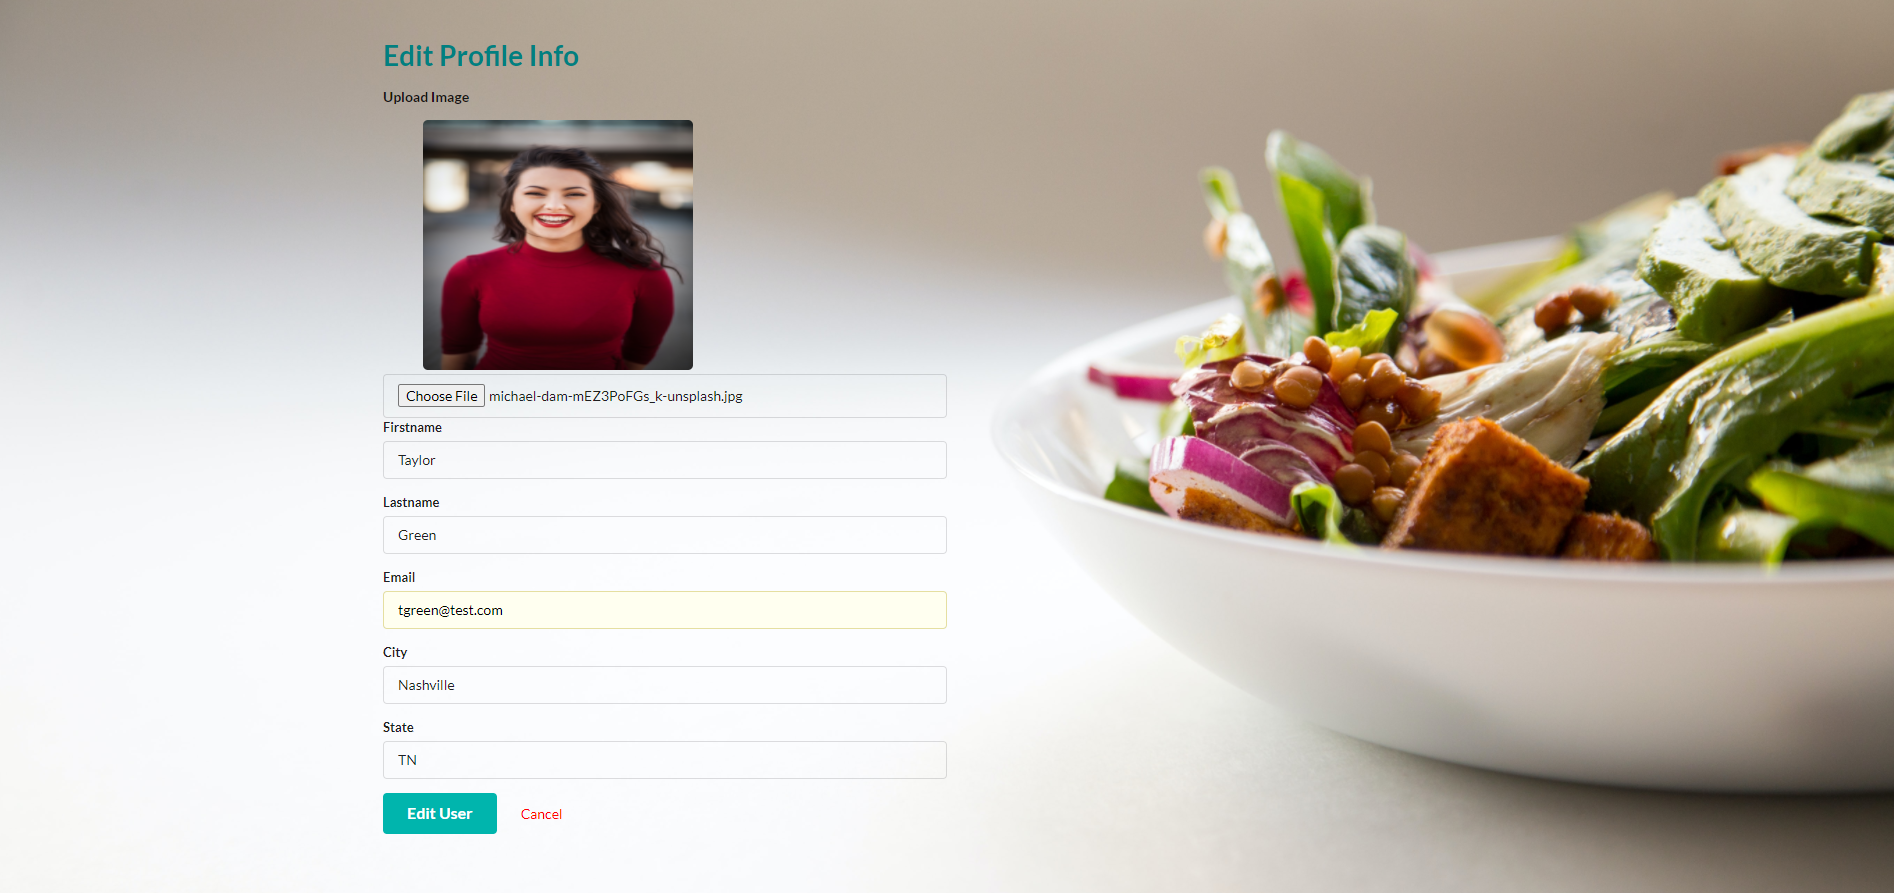 Edit Profile Info
Upload Image
Choose File michael-dam-mEZ3PoFGs_k-unsplash.jpg
Firstname
Taylor
Lastname
Green
Email
tgreen@test.com
City
Nashville
State
TN
Edit User Cancel